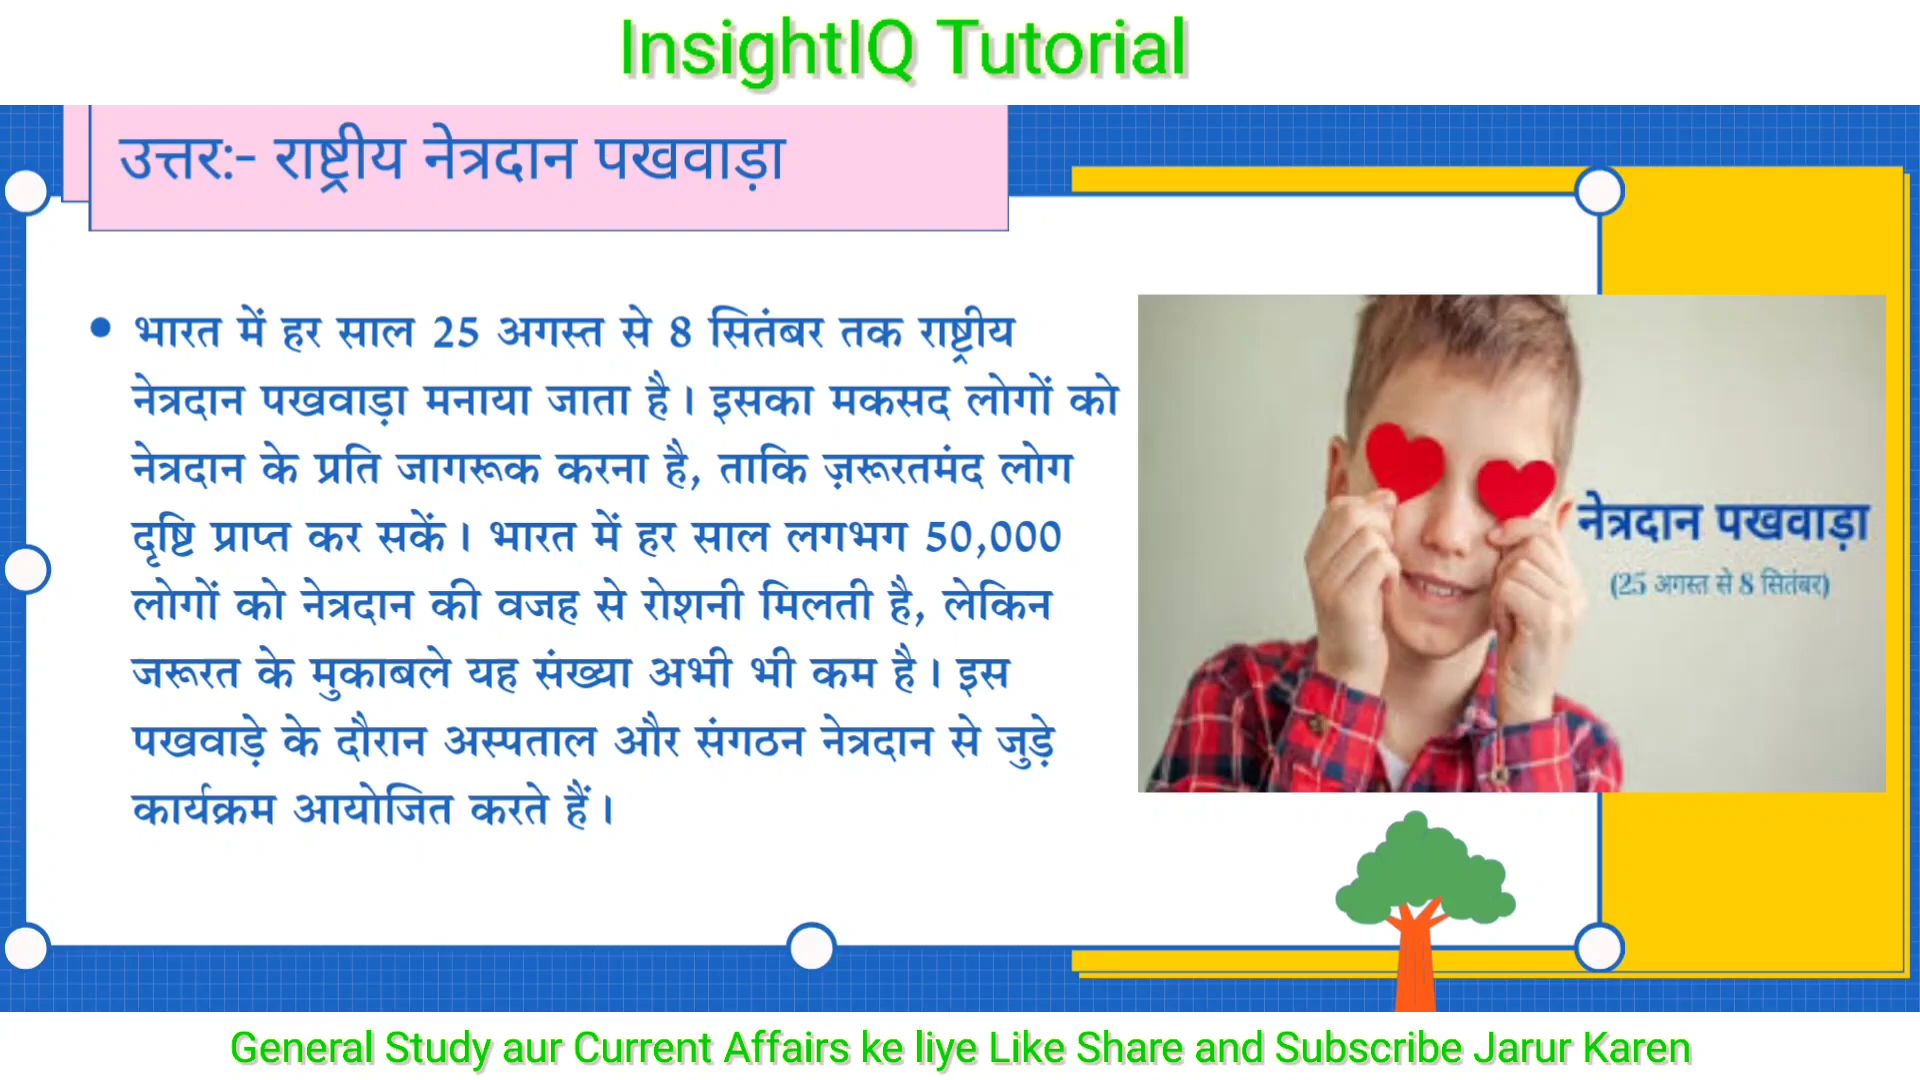 InsightIQ Tutorial
उत्तर:- राष्ट्रीय नेत्रदान पखवाड़ा
• भारत में हर साल 25 अगस्त से 8 सितंबर तक राष्ट्रीय
नेत्रदान पखवाड़ा मनाया जाता है। इसका मकसद लोगों को
नेत्रदान के प्रति जागरूक करना है, ताकि ज़रूरतमंद लोग
दृष्टि प्राप्त कर सकें। भारत में हर साल लगभग 50,000
लोगों को नेत्रदान की वजह से रोशनी मिलती है, लेकिन
जरूरत के मुकाबले यह संख्या अभी भी कम है। इस
पखवाड़े के दौरान अस्पताल और संगठन नेत्रदान से जुड़े
कार्यक्रम आयोजित करते हैं।
नेत्रदान पखवाड़ा
(25 अगस्त से 8 सितंबर)
General Study aur Current Affairs ke liye Like Share and Subscribe Jarur Karen